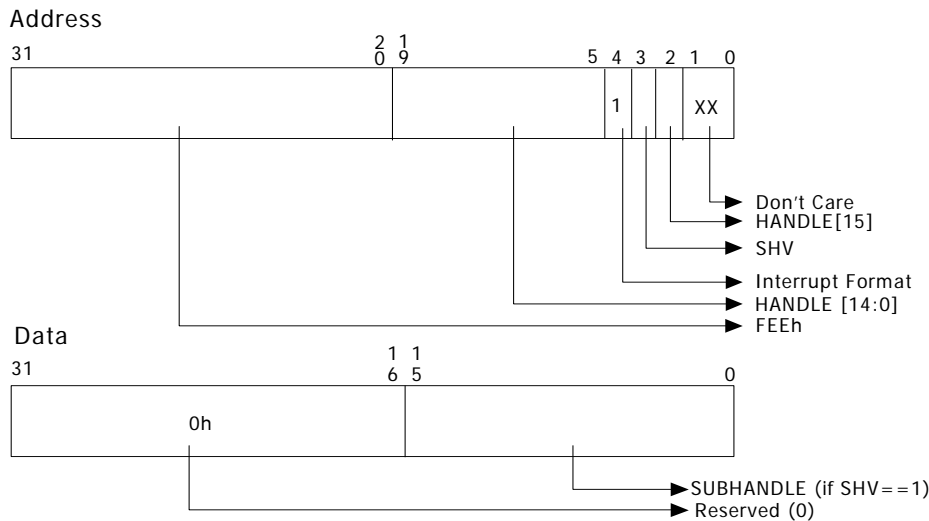 Address
31
2 1
0 9
5 4 3 2 1 0
1
XX
Don't Care
HANDLE[15]
SHV
Interrupt Format
HANDLE [14:0]
FEEh
Data
31
1 1
6 5
0
0h
SUBHANDLE (if SHV==1)
Reserved (0)